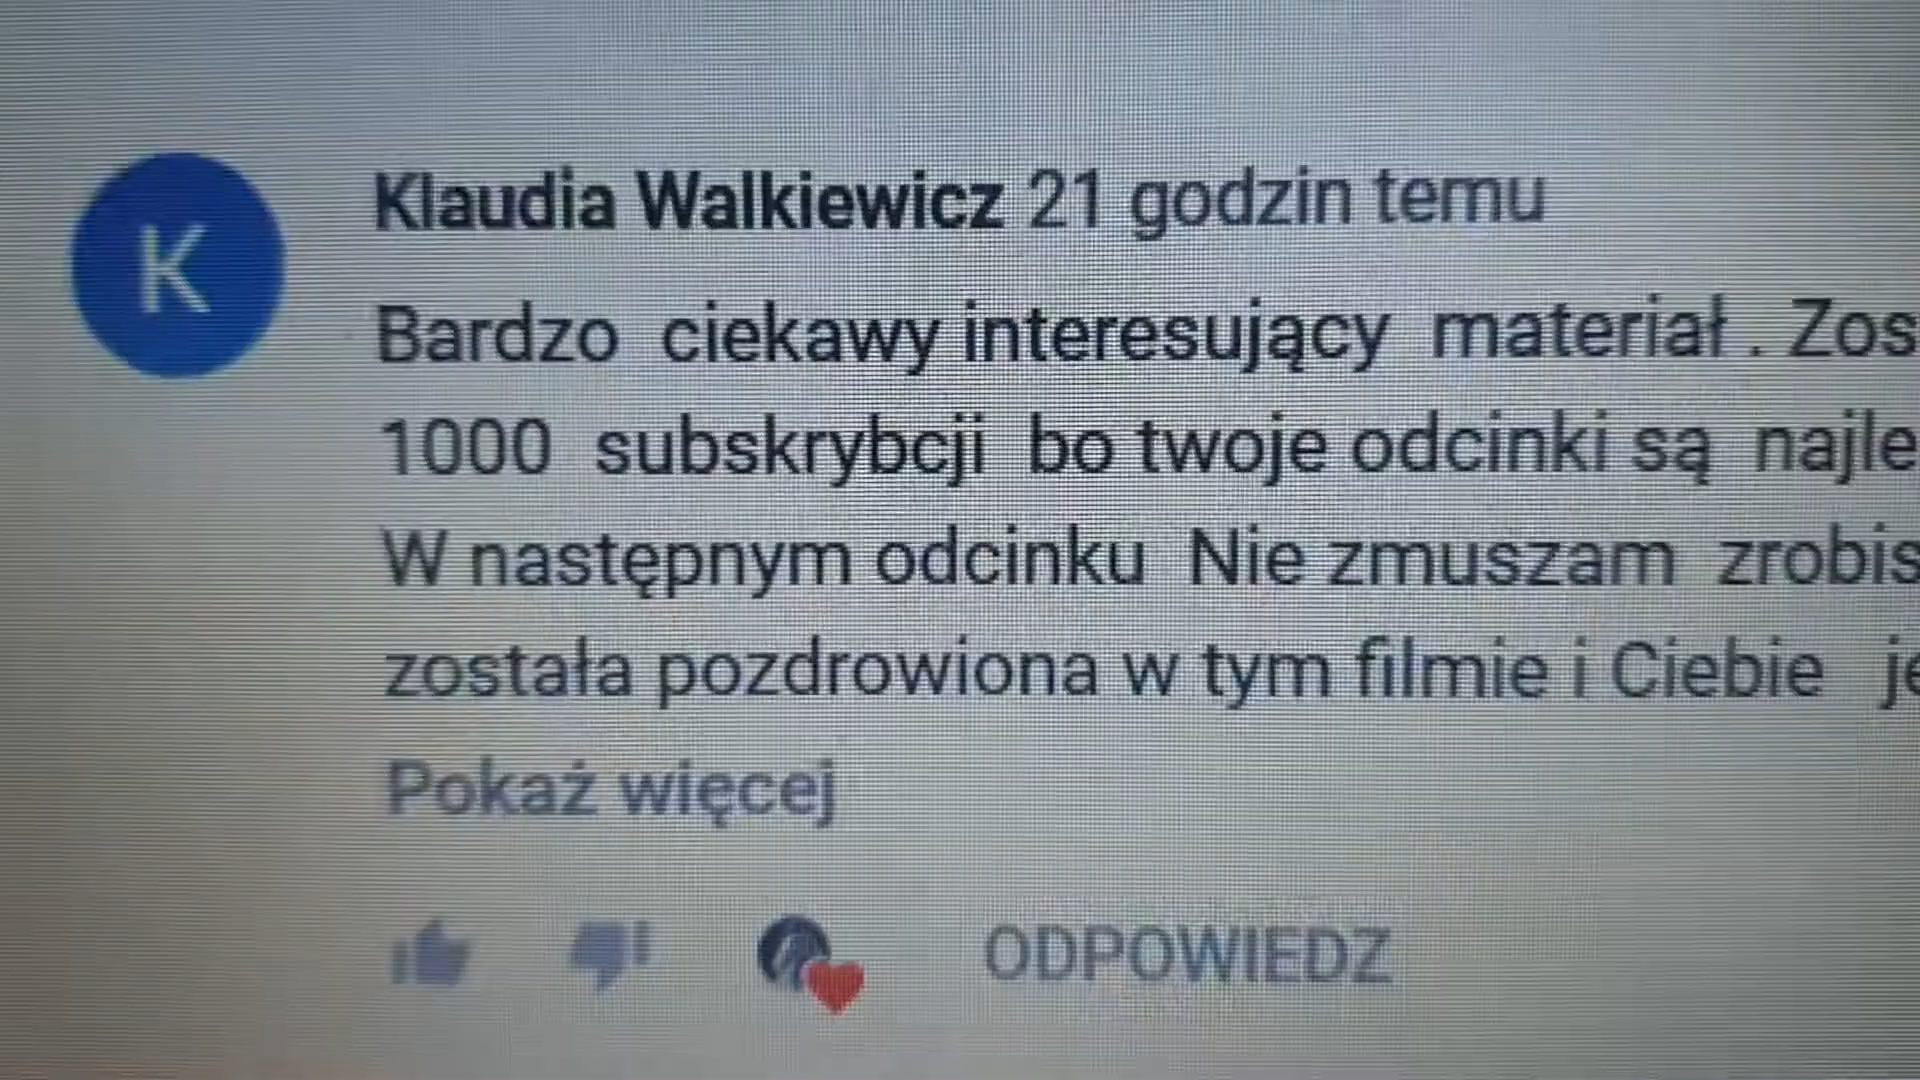 K
Klaudia Walkiewicz 21 godzin temu
Bardzo ciekawy interesujący materiał . Zos
1000 subskrybcji bo twoje odcinki są najle
W następnym odcinku Nie zmuszam zrobis
została pozdrowiona w tym filmie i Ciebie je
Pokaż więcej
ODPOWIEDZ